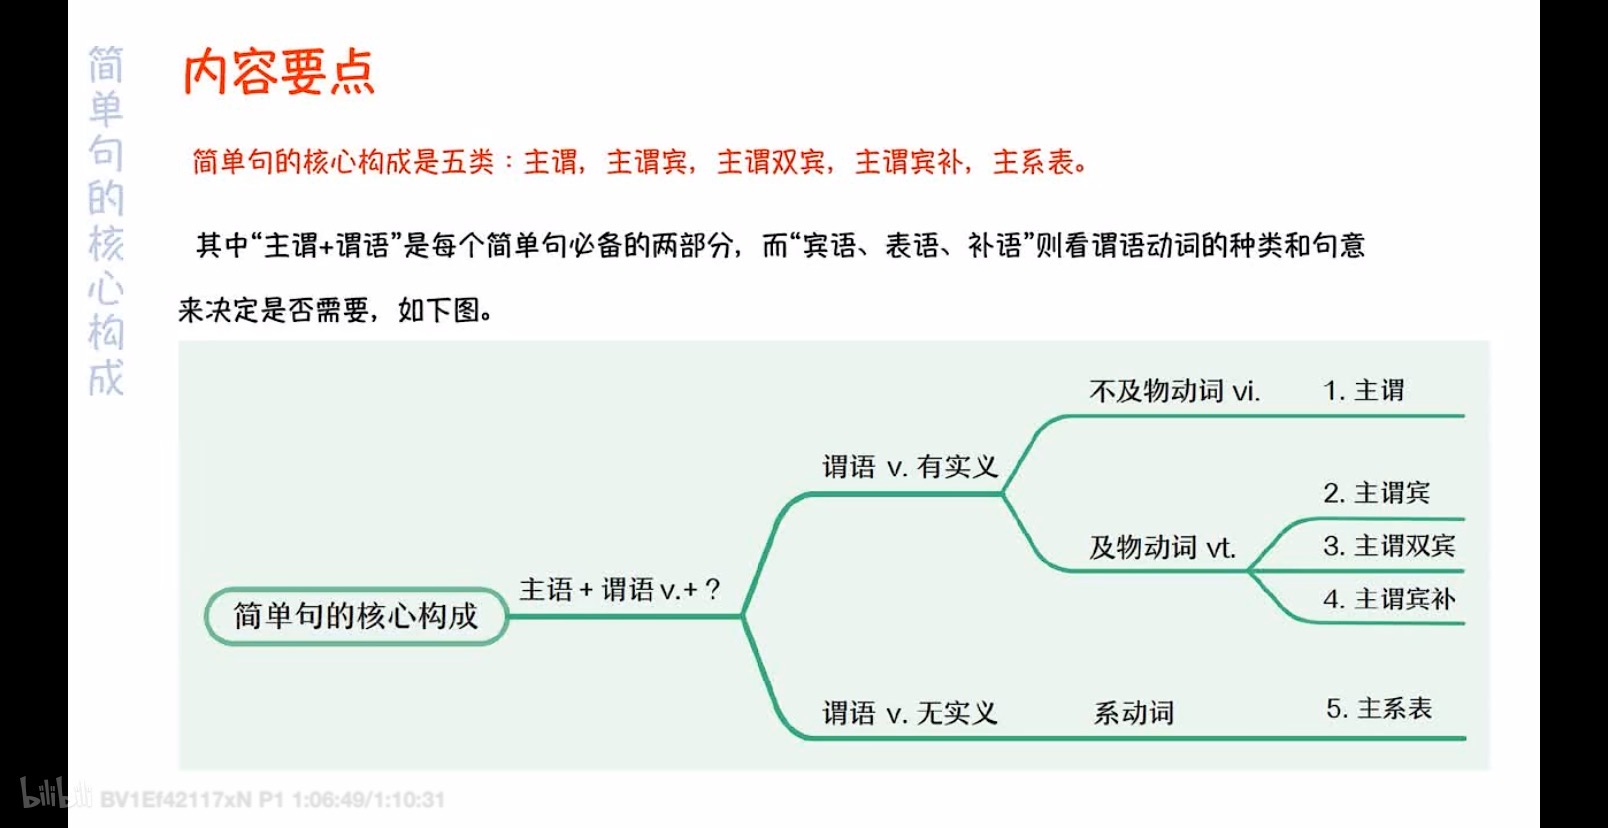 简单句的核心构成
内容要点
简单句的核心构成是五类：主谓，主谓宾，主谓双宾，主谓宾补，主系表。
其中“主谓+谓语”是每个简单句必备的两部分，而“宾语、表语、补语”则看谓语动词的种类和句意
来决定是否需要，如下图。
不及物动词 vi.
1. 主谓
谓语 v. 有实义
2. 主谓宾
及物动词 vt.
3. 主谓双宾
主语 + 谓语 v.+ ?
4. 主谓宾补
简单句的核心构成
谓语 v. 无实义
系动词
5. 主系表
bilibili BV1Ef42117xN P1 1:06:49/1:10:31